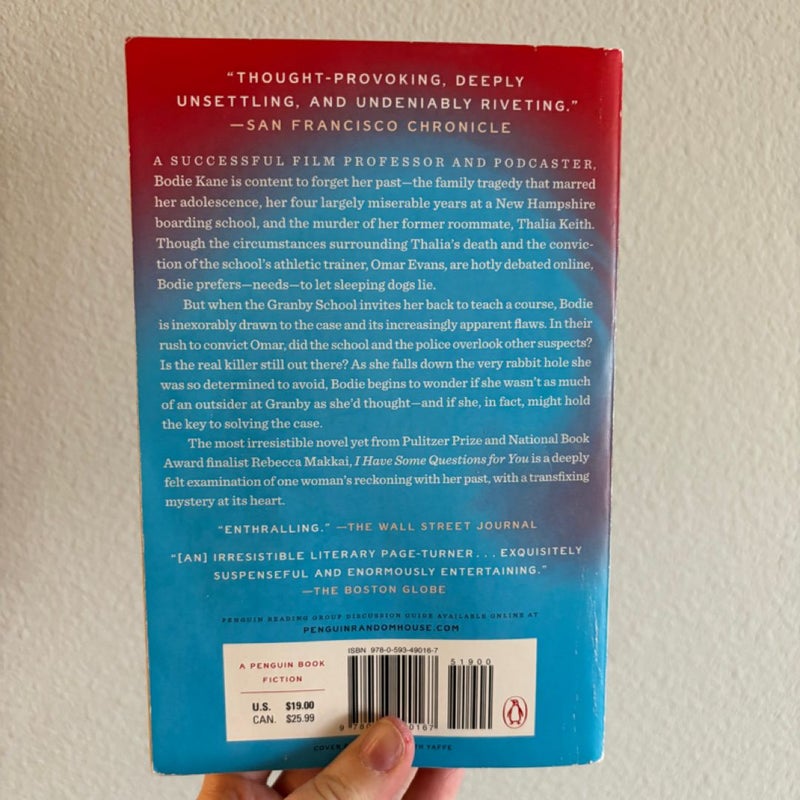 “THOUGHT-PROVOKING, DEEPLY
UNSETTLING, AND UNDENIABLY RIVETING.”
—SAN FRANCISCO CHRONICLE
A SUCCESSFUL FILM PROFESSOR AND PODCASTER,
Bodie Kane is content to forget her past—the family tragedy that marred
her adolescence, her four largely miserable years at a New Hampshire
boarding school, and the murder of her former roommate, Thalia Keith.
Though the circumstances surrounding Thalia’s death and the convic-
tion of the school’s athletic trainer, Omar Evans, are hotly debated online,
Bodie prefers—needs—to let sleeping dogs lie.
But when the Granby School invites her back to teach a course, Bodie
is inexorably drawn to the case and its increasingly apparent flaws. In their
rush to convict Omar, did the school and the police overlook other suspects?
Is the real killer still out there? As she falls down the very rabbit hole she
was so determined to avoid, Bodie begins to wonder if she wasn’t as much
of an outsider at Granby as she’d thought—and if she, in fact, might hold
the key to solving the case.
The most irresistible novel yet from Pulitzer Prize and National Book
Award finalist Rebecca Makkai, I Have Some Questions for You is a deeply
felt examination of one woman’s reckoning with her past, with a transfixing
mystery at its heart.
“ENTHRALLING.” —THE WALL STREET JOURNAL
“[AN] IRRESISTIBLE LITERARY PAGE-TURNER . . . EXQUISITELY
SUSPENSEFUL AND ENORMOUSLY ENTERTAINING.”
—THE BOSTON GLOBE
PENGUIN READING GROUP DISCUSSION GUIDE AVAILABLE ONLINE AT
PENGUINRANDOMHOUSE.COM
A PENGUIN BOOK
FICTION
U.S. $19.00
CAN. $25.99
ISBN 978-0-593-49016-7
51900
9 780 0167
COVER YAFFE